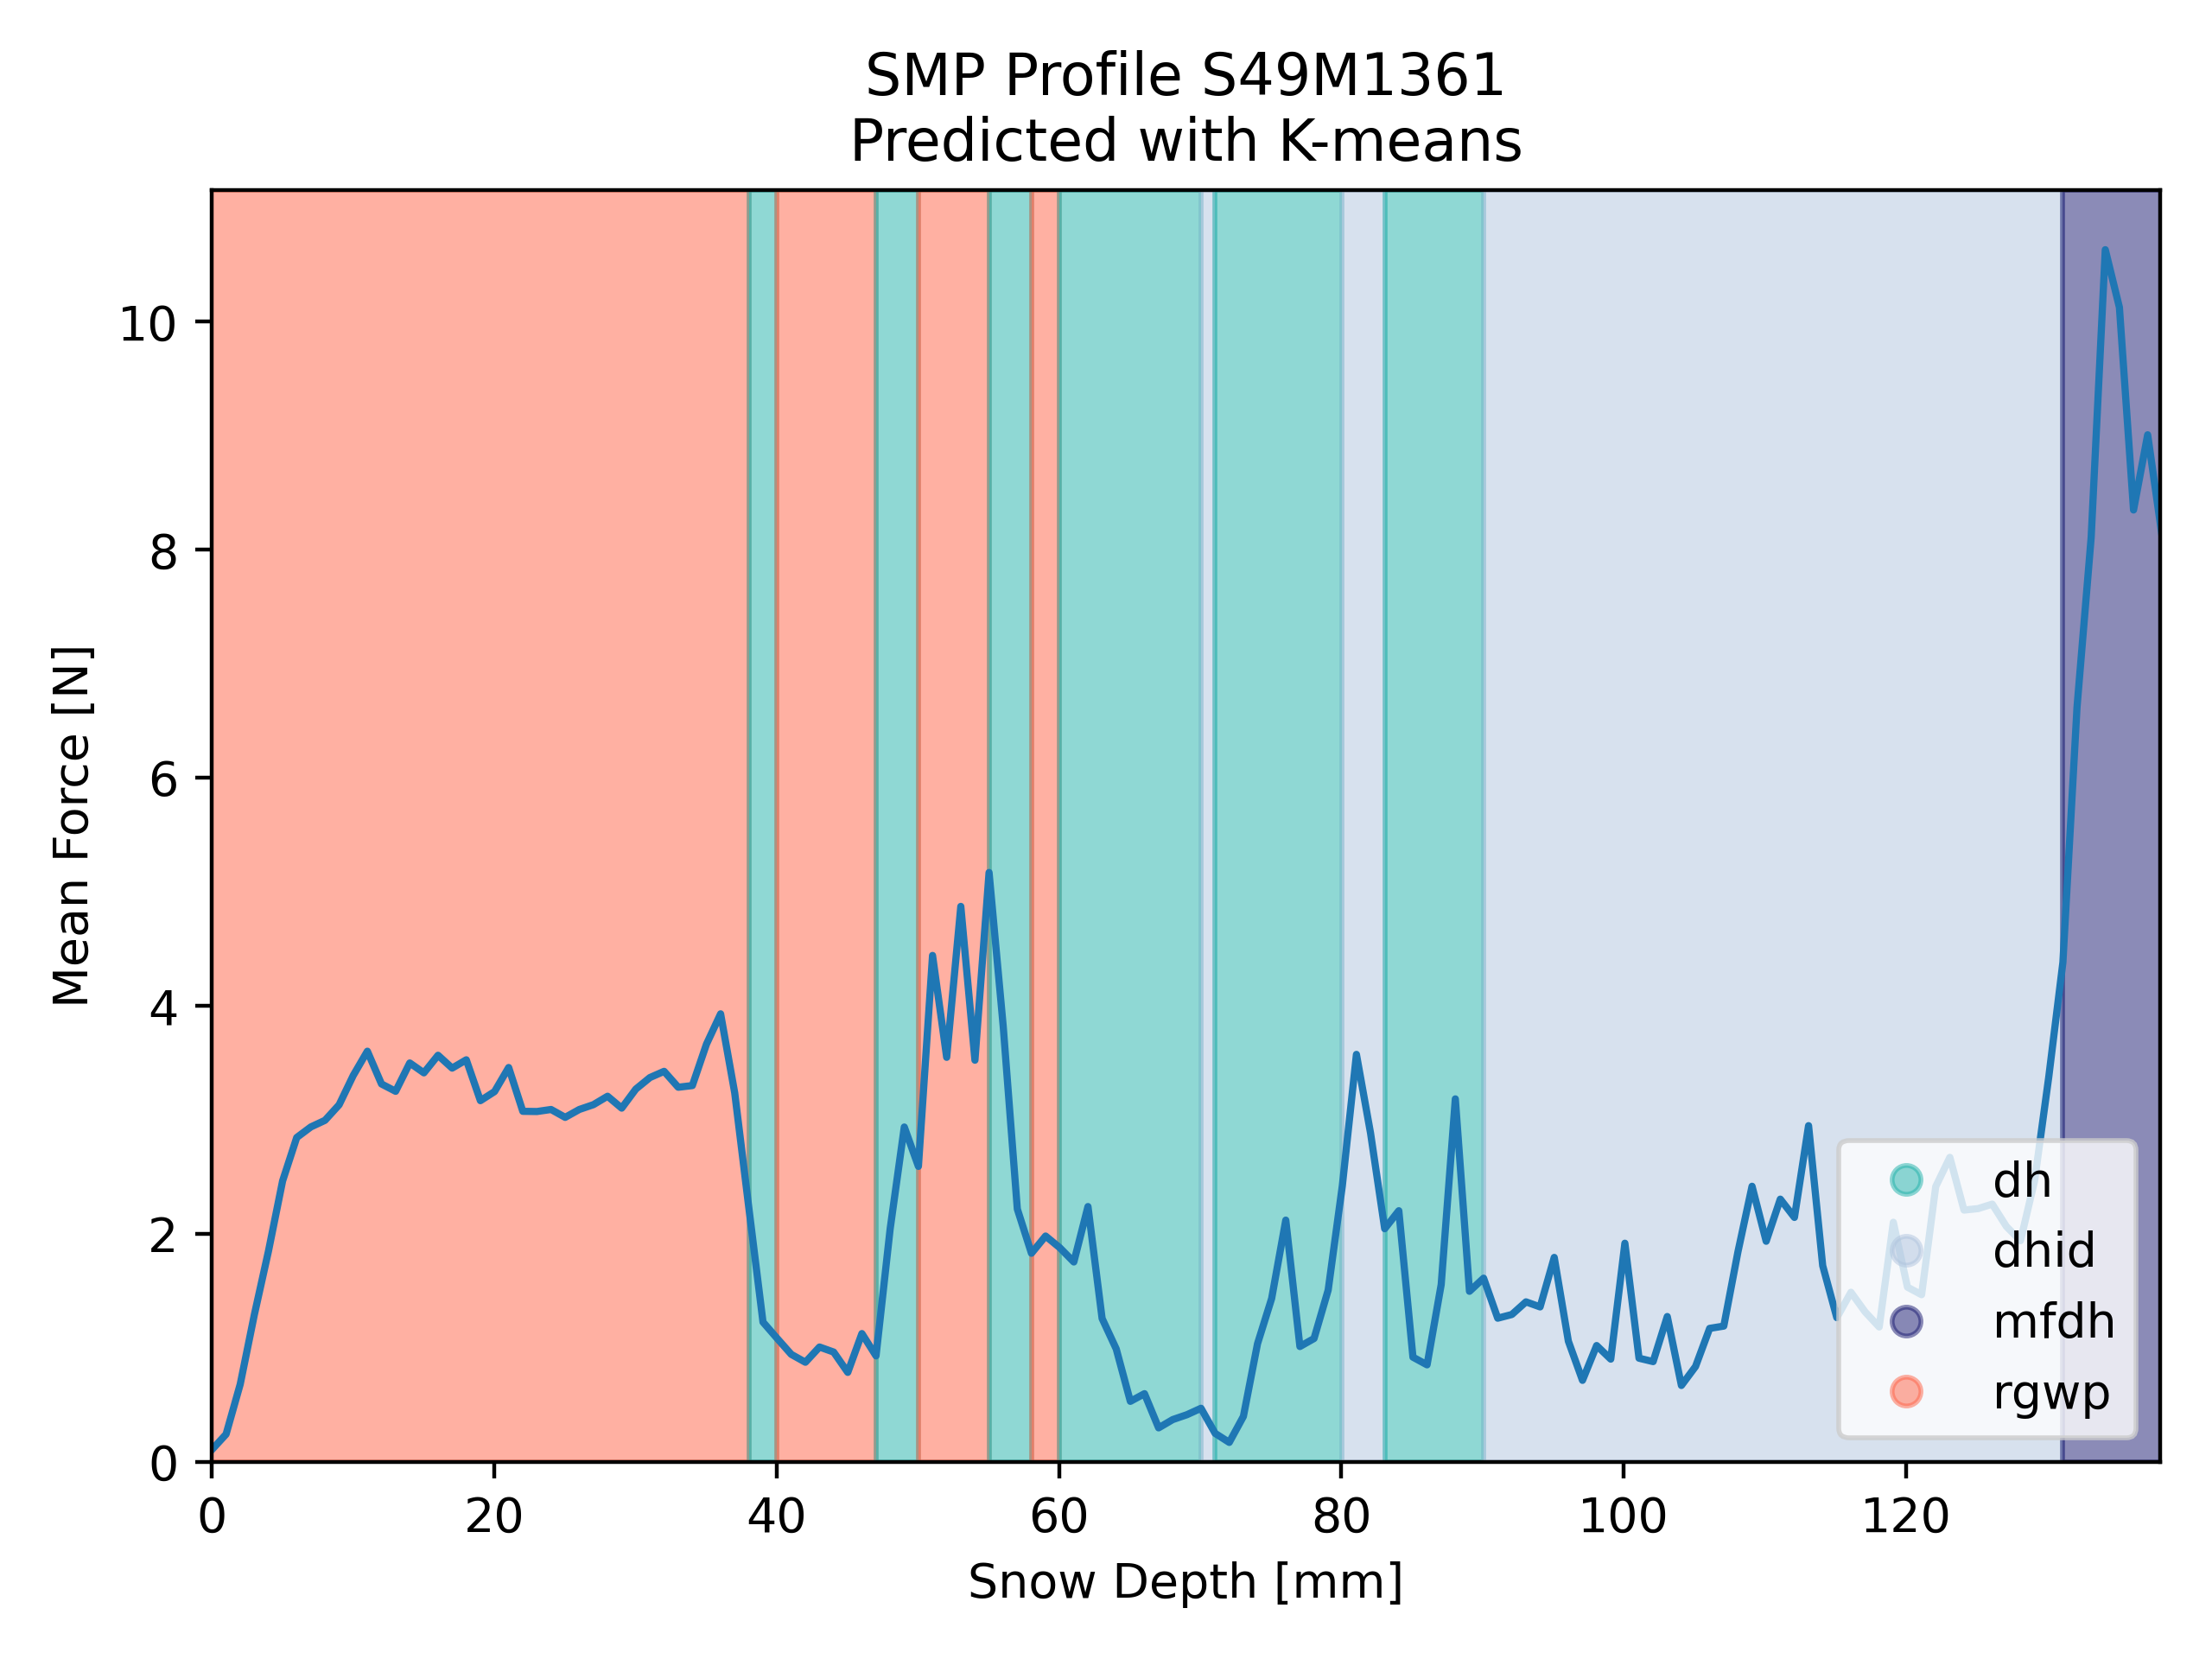 SMP Profile S49M1361
Predicted with K-means
Mean Force [N]
10
8
6
4
2
0
dh
dhid
mfdh
rgwp
0 20 40 60 80 100 120
Snow Depth [mm]